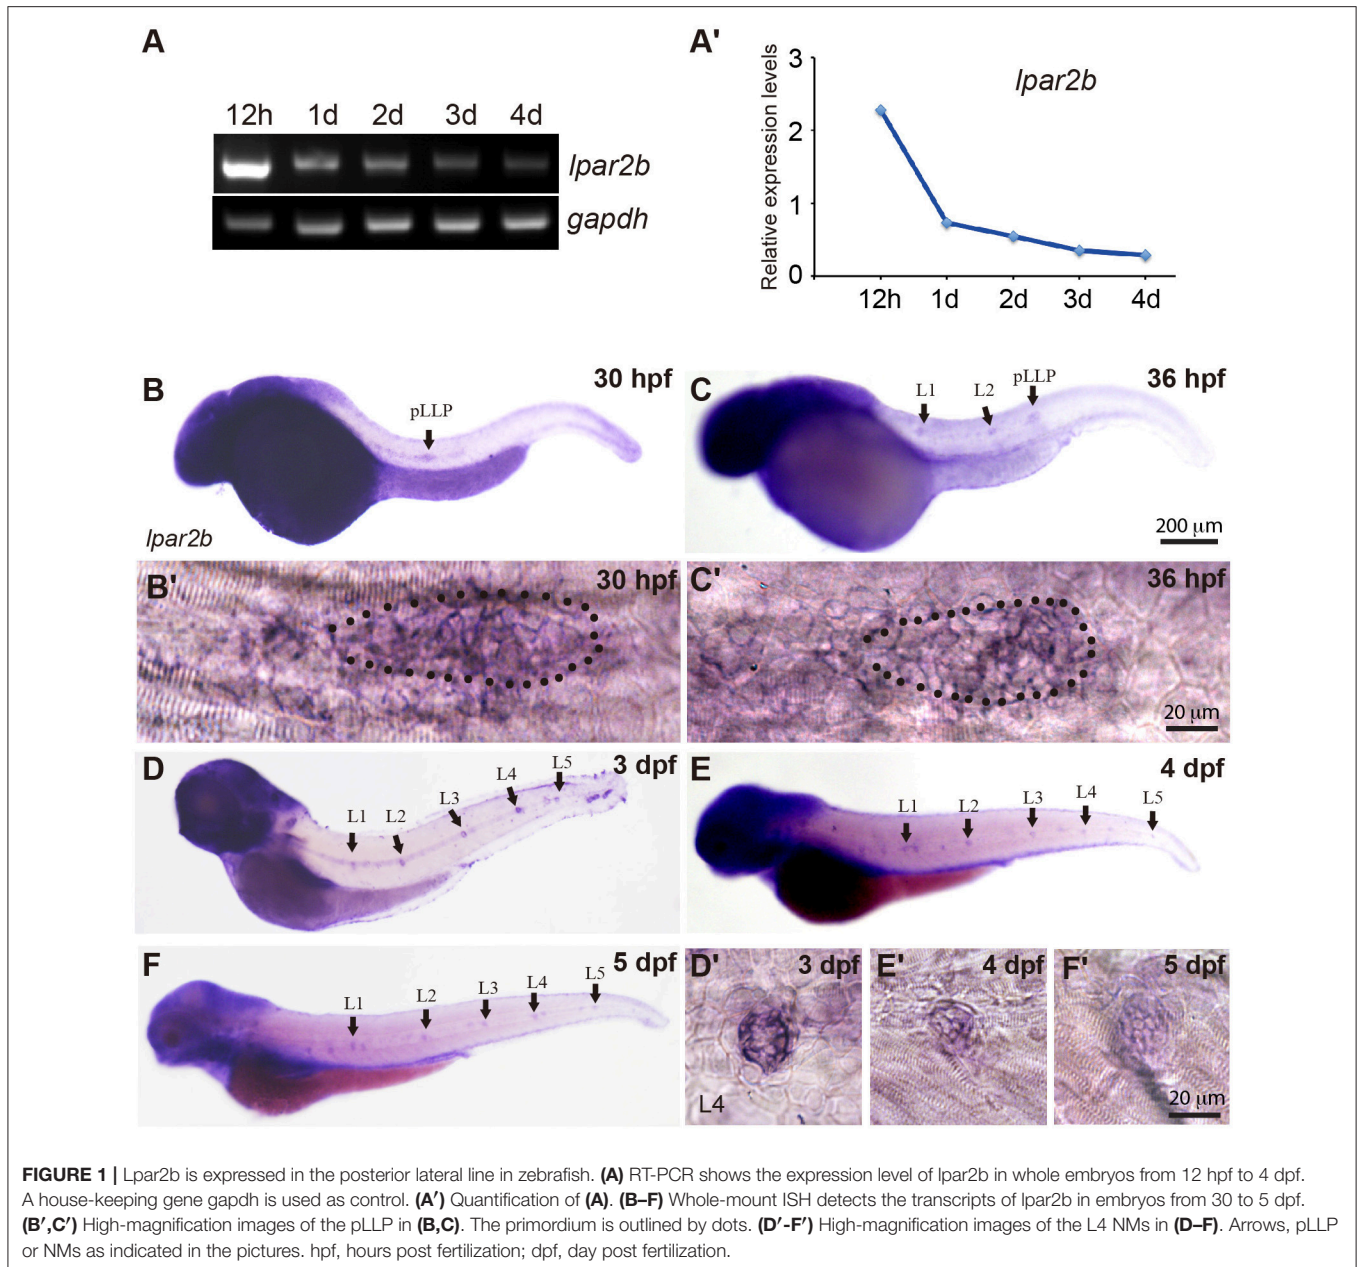 A
12h 1d 2d 3d 4d
lpar2b
gapdh
A'
lpar2b
Relative expression levels
3
2
1
0
12h 1d 2d 3d 4d
B
30 hpf
pLLP
lpar2b
C
36 hpf
L1 L2 pLLP
200 µm
B'
30 hpf
C'
36 hpf
20 µm
D
3 dpf
L1 L2 L3 L4 L5
E
4 dpf
L1 L2 L3 L4 L5
F
5 dpf
L1 L2 L3 L4 L5
D'
3 dpf
L4
E'
4 dpf
F'
5 dpf
20 µm
FIGURE 1 | Lpar2b is expressed in the posterior lateral line in zebrafish. (A) RT-PCR shows the expression level of lpar2b in whole embryos from 12 hpf to 4 dpf.
A house-keeping gene gapdh is used as control. (A′) Quantification of (A). (B–F) Whole-mount ISH detects the transcripts of lpar2b in embryos from 30 to 5 dpf.
(B′,C′) High-magnification images of the pLLP in (B,C). The primordium is outlined by dots. (D′-F′) High-magnification images of the L4 NMs in (D–F). Arrows, pLLP
or NMs as indicated in the pictures. hpf, hours post fertilization; dpf, day post fertilization.